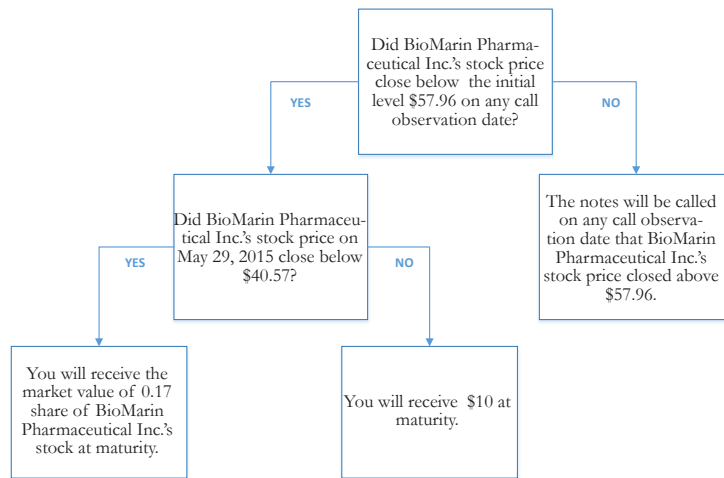 Did BioMarin Pharma-
ceutical Inc.'s stock price
close below the initial
level $57.96 on any call
observation date?
YES
NO
Did BioMarin Pharmaceu-
tical Inc.'s stock price on
May 29, 2015 close below
$40.57?
The notes will be called
on any call observa-
tion date that BioMarin
Pharmaceutical Inc.'s
stock price closed above
$57.96.
YES
NO
You will receive the
market value of 0.17
share of BioMarin
Pharmaceutical Inc.'s
stock at maturity.
You will receive $10 at
maturity.